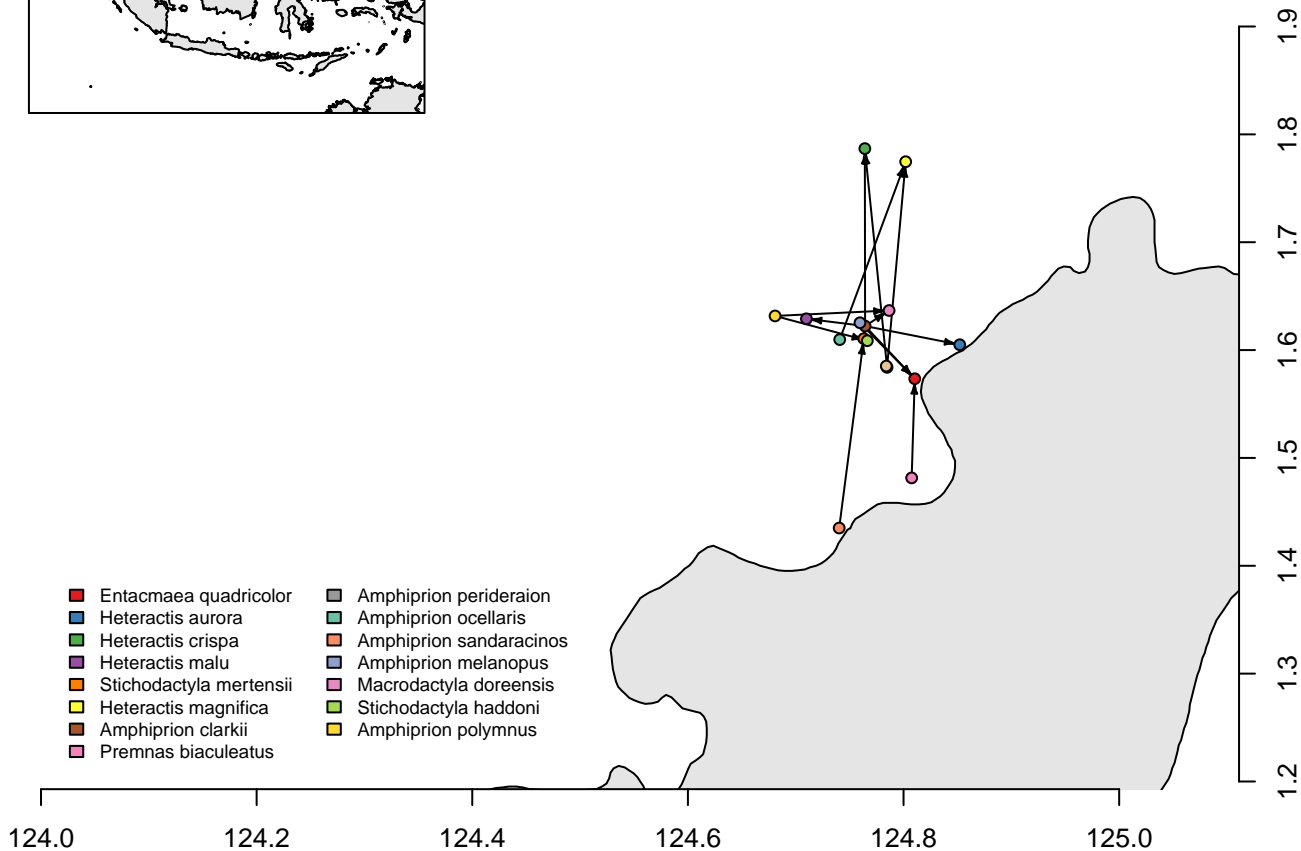 1.9
1.8
1.7
1.6
1.5
1.4
1.3
1.2
Entacmaea quadricolor
Heteractis aurora
Heteractis crispa
Heteractis malu
Stichodactyla mertensii
Heteractis magnifica
Amphiprion clarkii
Premnas biaculeatus
Amphiprion perideraion
Amphiprion ocellaris
Amphiprion sandaracinos
Amphiprion melanopus
Macrodactyla doreensis
Stichodactyla haddoni
Amphiprion polymnus
124.0 124.2 124.4 124.6 124.8 125.0